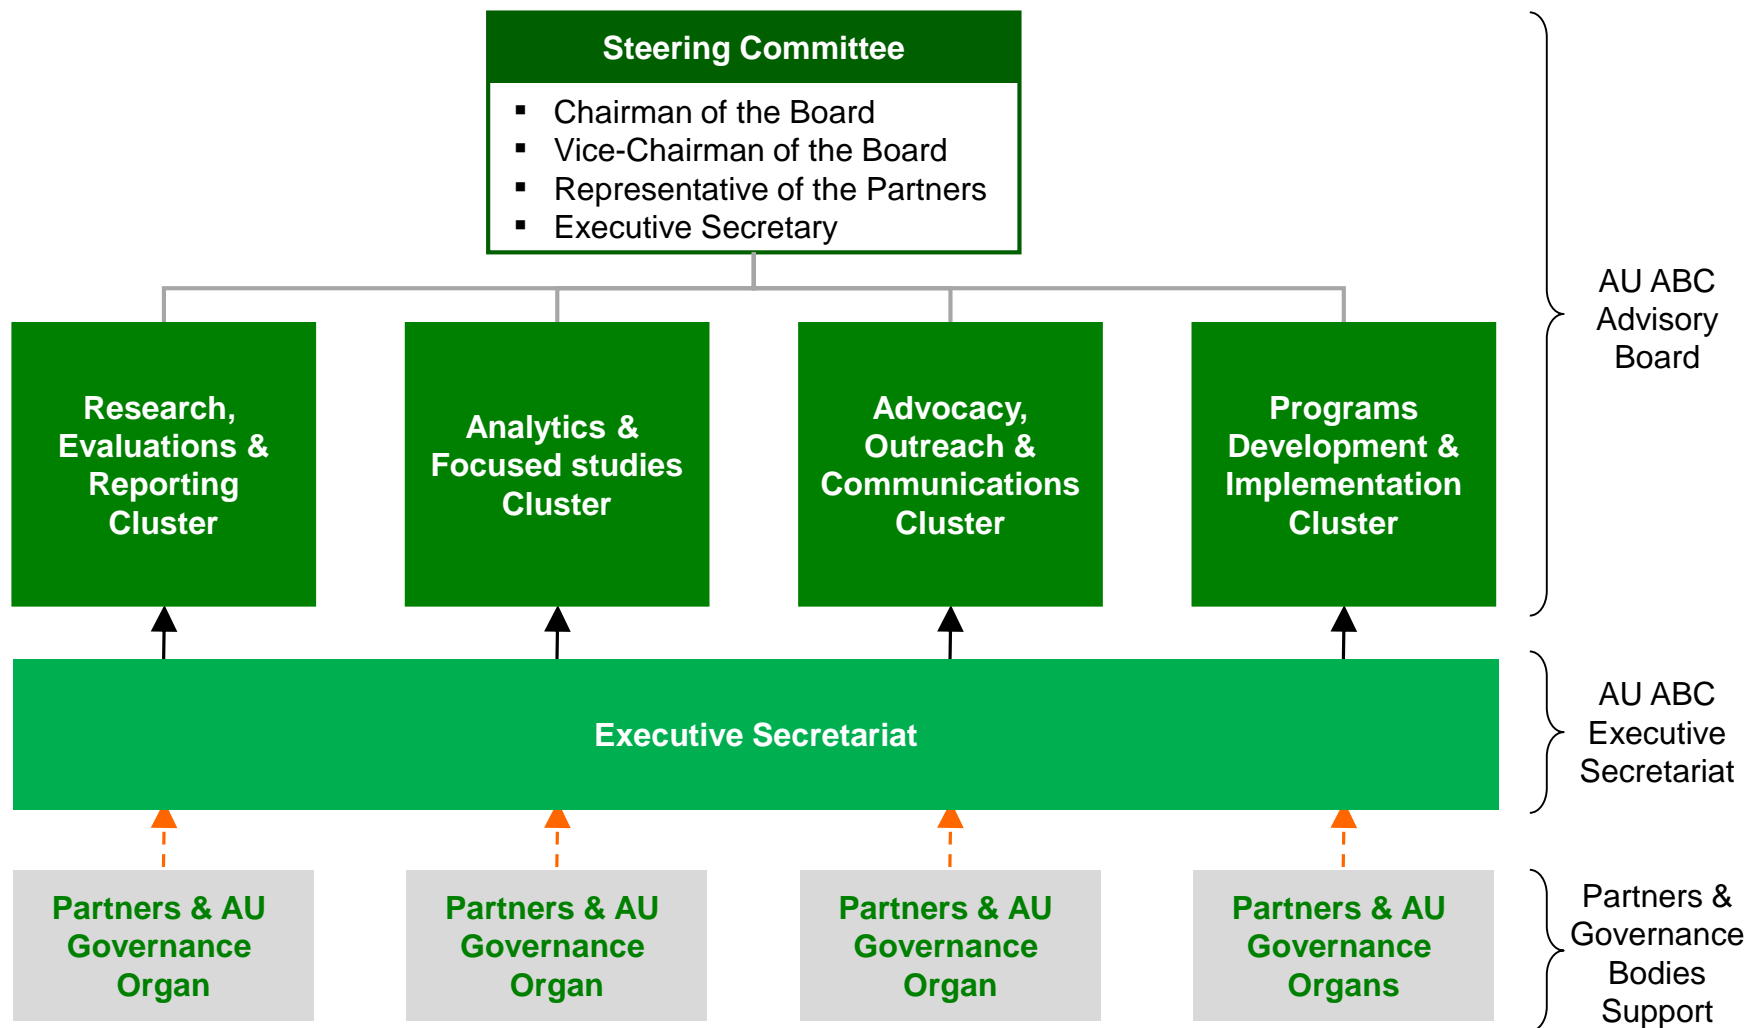 Steering Committee
▪ Chairman of the Board
▪ Vice-Chairman of the Board
▪ Representative of the Partners
▪ Executive Secretary
AU ABC
Advisory
Board
Research,
Evaluations &
Reporting
Cluster
Analytics &
Focused studies
Cluster
Advocacy,
Outreach &
Communications
Cluster
Programs
Development &
Implementation
Cluster
Executive Secretariat
AU ABC
Executive
Secretariat
Partners & AU
Governance
Organ
Partners & AU
Governance
Organ
Partners & AU
Governance
Organ
Partners & AU
Governance
Organs
Partners &
Governance
Bodies
Support